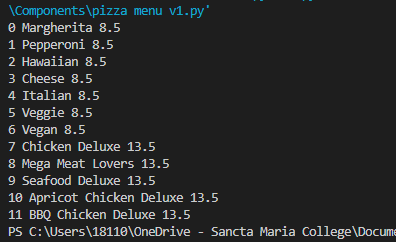 \Components\pizza menu v1.py'
0 Margherita 8.5
1 Pepperoni 8.5
2 Hawaiian 8.5
3 Cheese 8.5
4 Italian 8.5
5 Veggie 8.5
6 Vegan 8.5
7 Chicken Deluxe 13.5
8 Mega Meat Lovers 13.5
9 Seafood Deluxe 13.5
10 Apricot Chicken Deluxe 13.5
11 BBQ Chicken Deluxe 13.5
PS C:\Users\18110\OneDrive - Sancta Maria College\Docume